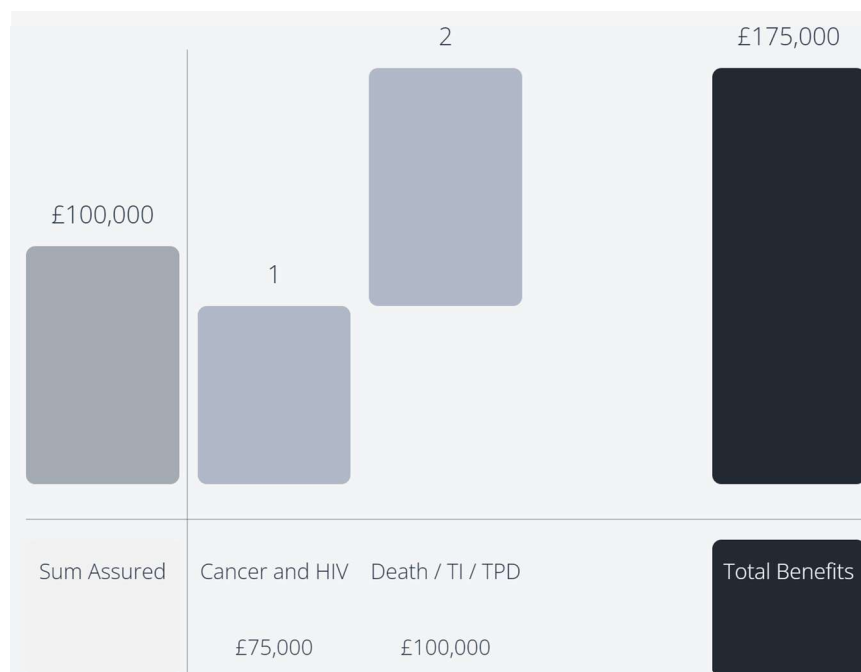 2
£175,000
£100,000
1
Sum Assured
Cancer and HIV
Death / TI / TPD
Total Benefits
£75,000
£100,000